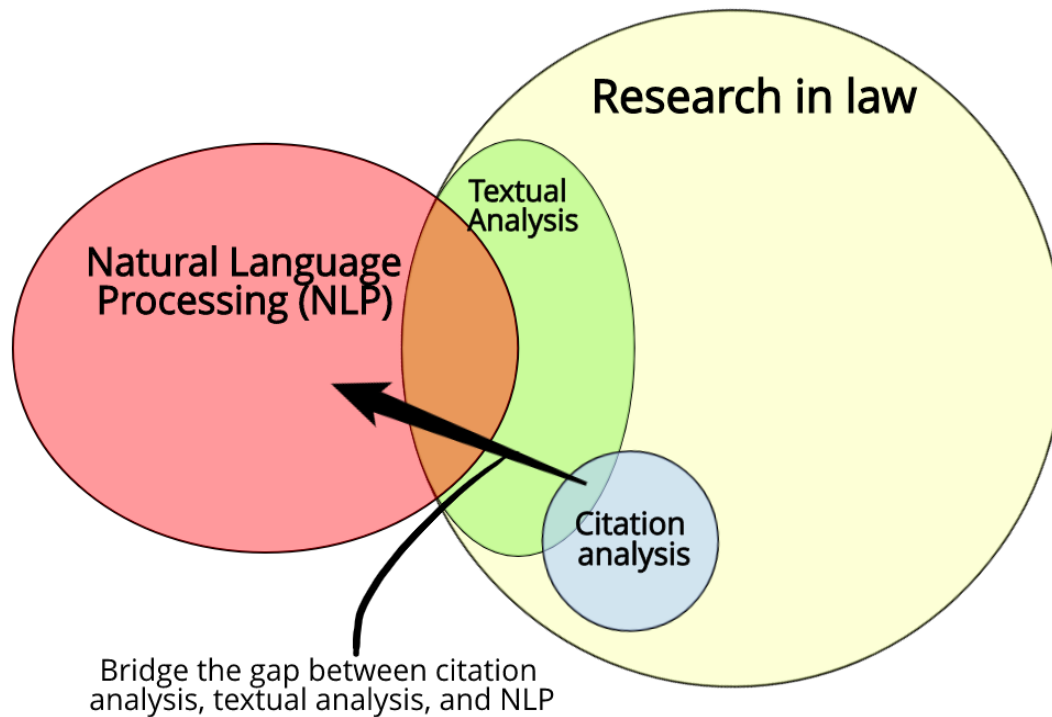 Research in law
Textual
Analysis
Natural Language
Processing (NLP)
Citation
analysis
Bridge the gap between citation
analysis, textual analysis, and NLP